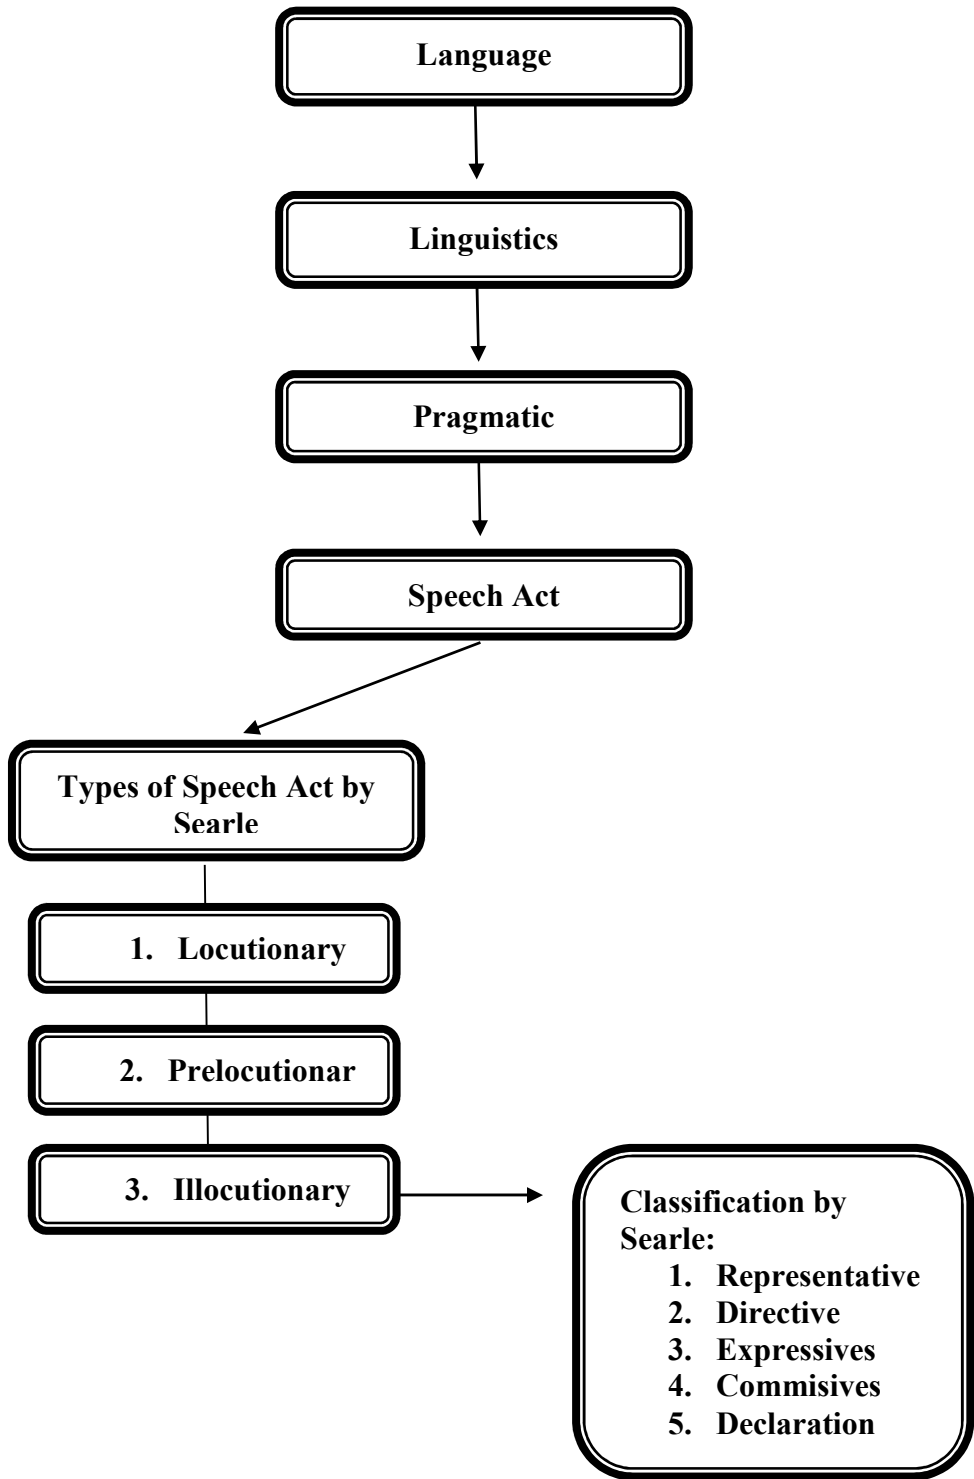 Language
Linguistics
Pragmatic
Speech Act
Types of Speech Act by
Searle
1. Locutionary
2. Prelocutionar
3. Illocutionary
Classification by
Searle:
1. Representative
2. Directive
3. Expressives
4. Commisives
5. Declaration